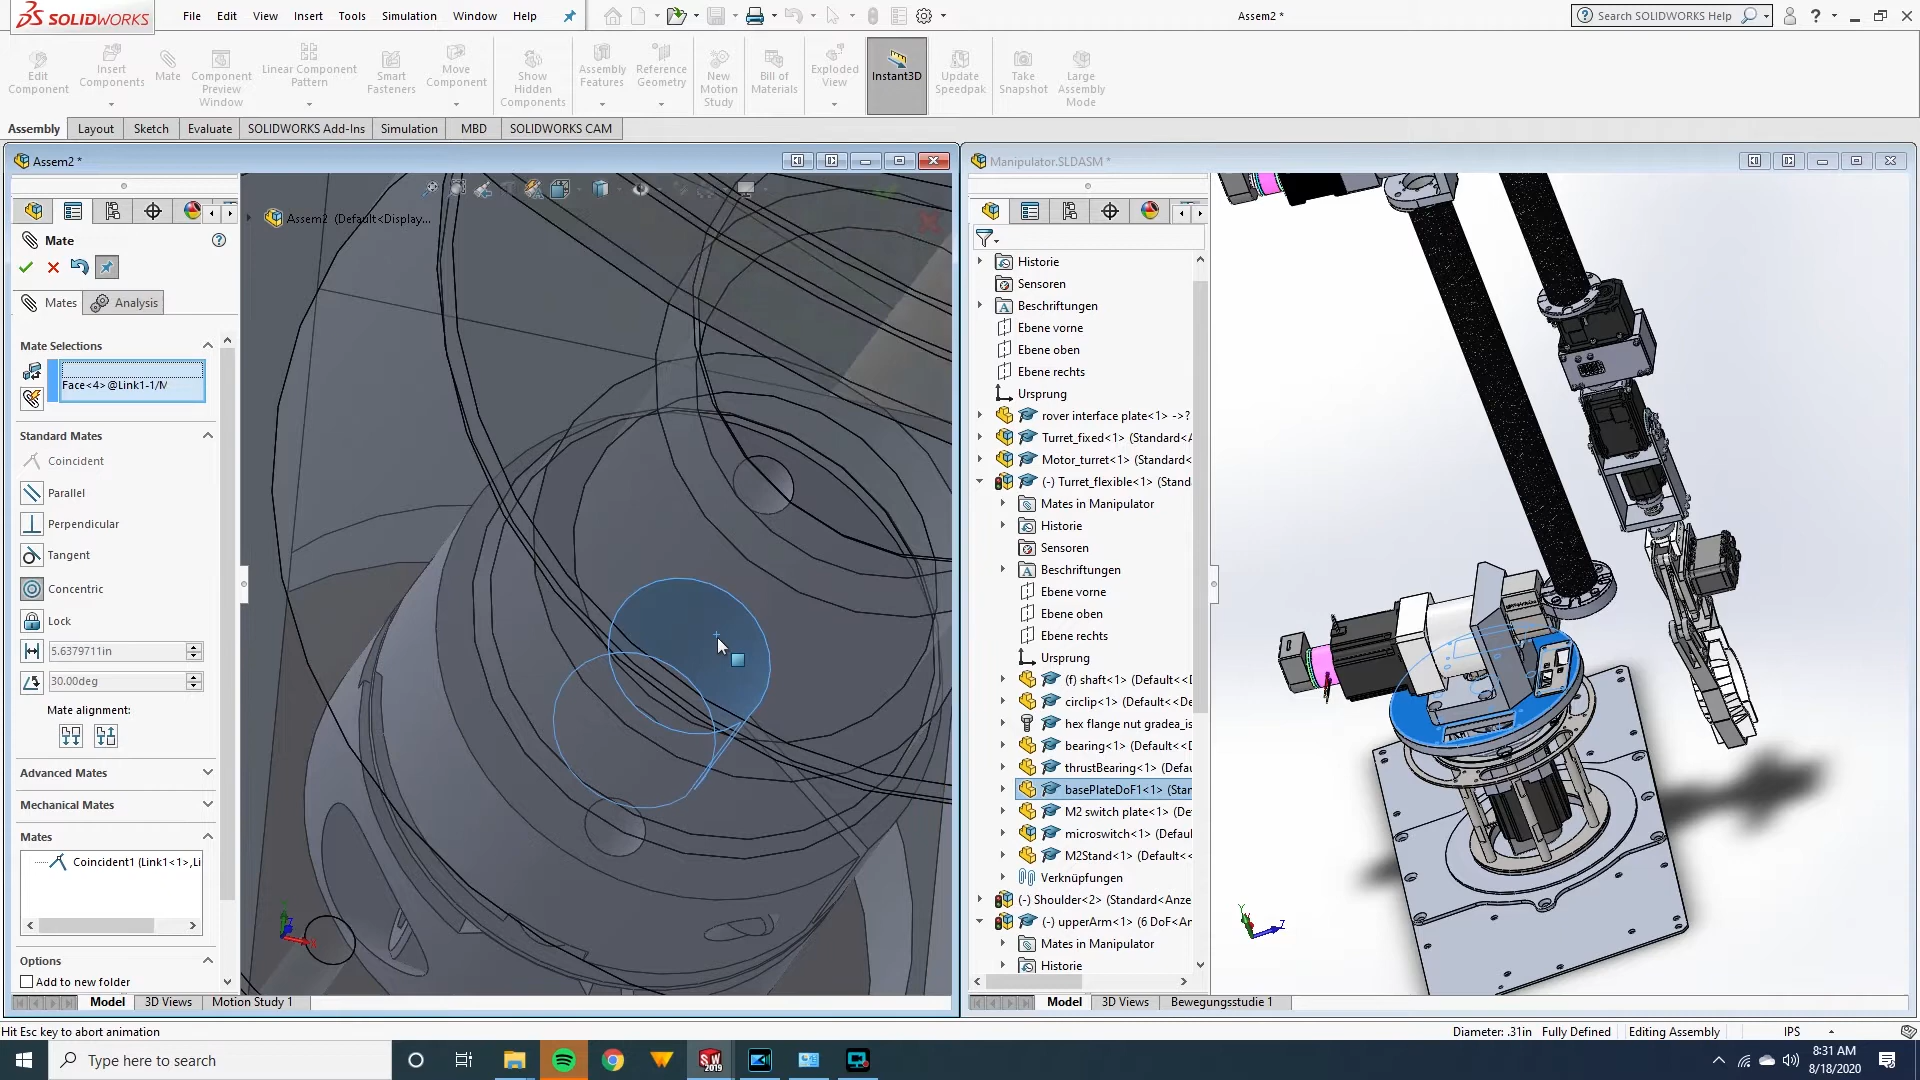 SOLIDWORKS
File Edit View Insert Tools Simulation Window Help
Assem2 *
Search SOLIDWORKS Help
Edit Component
Insert Components
Mate
Component Preview Window
Linear Component Pattern
Smart Fasteners
Move Component
Show Hidden Components
Assembly Features
Reference Geometry
New Motion Study
Bill of Materials
Exploded View
Instant3D
Update Speedpak
Take Snapshot
Large Assembly Mode
Assembly Layout Sketch Evaluate SOLIDWORKS Add-Ins Simulation MBD SOLIDWORKS CAM
Assem2 *
Assem2 (Default<Display...
Mate
Mates Analysis
Mate Selections
Face<4>@Link1-1/M
Standard Mates
Coincident
Parallel
Perpendicular
Tangent
Concentric
Lock
5.6379711in
30.00deg
Mate alignment:
Advanced Mates
Mechanical Mates
Mates
Coincident1 (Link1<1>,Li
Options
Add to new folder
Model 3D Views Motion Study 1
Manipulator.SLDASM *
Historie
Sensoren
Beschriftungen
Ebene vorne
Ebene oben
Ebene rechts
Ursprung
rover interface plate<1> ->?
Turret_fixed<1> (Standard<A
Motor_turret<1> (Standard<
(-) Turret_flexible<1> (Stand
Mates in Manipulator
Historie
Sensoren
Beschriftungen
Ebene vorne
Ebene oben
Ebene rechts
Ursprung
(f) shaft<1> (Default<<D
circlip<1> (Default<<De
hex flange nut gradea_is
bearing<1> (Default<<D
thrustBearing<1> (Defau
basePlateDoF1<1> (Stan
M2 switch plate<1> (De
microswitch<1> (Defaul
M2Stand<1> (Default<<
Verknüpfungen
(-) Shoulder<2> (Standard<Anze
(-) upperArm<1> (6 DoF<An
Mates in Manipulator
Historie
Model 3D Views Bewegungsstudie 1
Hit Esc key to abort animation
Diameter: .31in Fully Defined Editing Assembly IPS
Type here to search
SW 2019
8:31 AM
8/18/2020